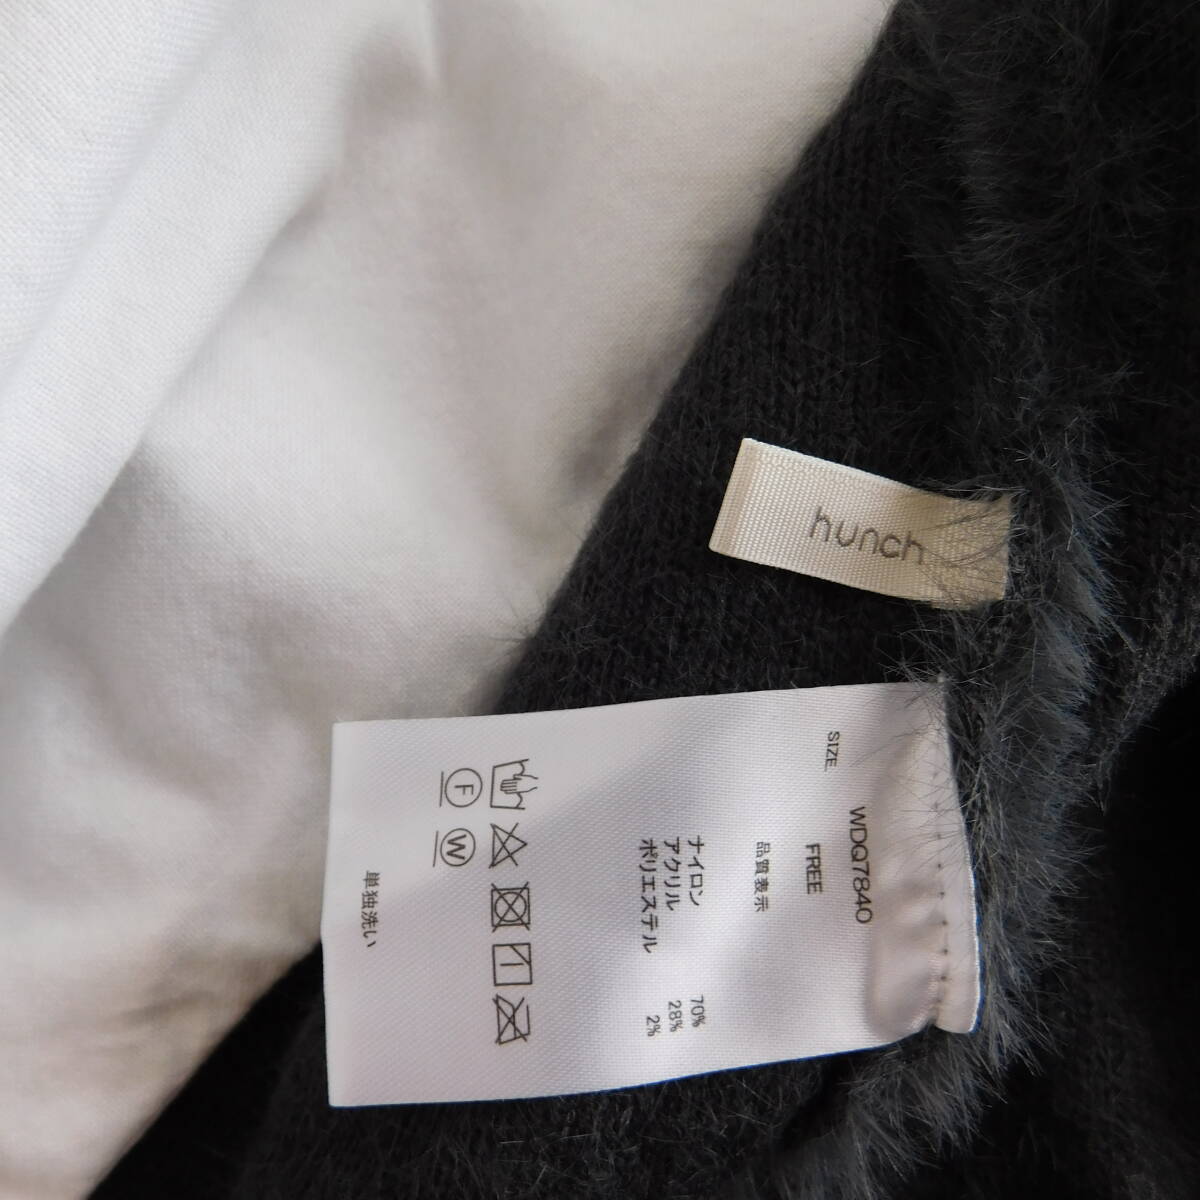 hunch
WDQ7840
SIZE FREE
品質表示
ナイロン 70%
アクリル 28%
ポリエステル 2%
F W
単独洗い